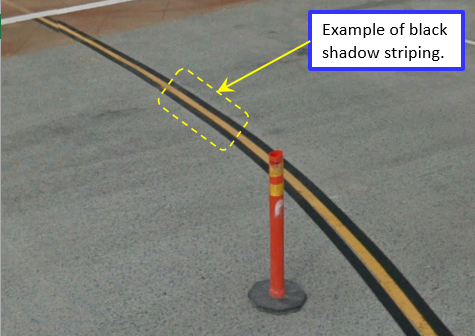 Example of black
shadow striping.